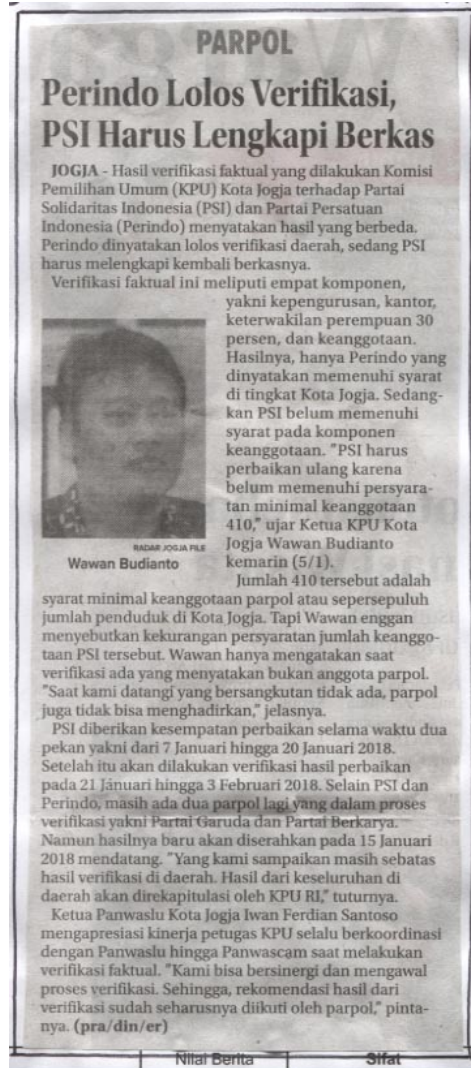 PARPOL
Perindo Lolos Verifikasi,
PSI Harus Lengkapi Berkas
JOGJA - Hasil verifikasi faktual yang dilakukan Komisi
Pemilihan Umum (KPU) Kota Jogja terhadap Partai
Solidaritas Indonesia (PSI) dan Partai Persatuan
Indonesia (Perindo) menyatakan hasil yang berbeda.
Perindo dinyatakan lolos verifikasi daerah, sedang PSI
harus melengkapi kembali berkasnya.
Verifikasi faktual ini meliputi empat komponen,
yakni kepengurusan, kantor,
keterwakilan perempuan 30
persen, dan keanggotaan.
Hasilnya, hanya Perindo yang
dinyatakan memenuhi syarat
di tingkat Kota Jogja. Sedang-
kan PSI belum memenuhi
syarat pada komponen
keanggotaan. "PSI harus
perbaikan ulang karena
belum memenuhi persyara-
tan minimal keanggotaan
410," ujar Ketua KPU Kota
Jogja Wawan Budianto
kemarin (5/1).
RADAR JOGJA FILE
Wawan Budianto
Jumlah 410 tersebut adalah
syarat minimal keanggotaan parpol atau sepersepuluh
jumlah penduduk di Kota Jogja. Tapi Wawan enggan
menyebutkan kekurangan persyaratan jumlah keanggo-
taan PSI tersebut. Wawan hanya mengatakan saat
verifikasi ada yang menyatakan bukan anggota parpol.
"Saat kami datangi yang bersangkutan tidak ada, parpol
juga tidak bisa menghadirkan," jelasnya.
PSI diberikan kesempatan perbaikan selama waktu dua
pekan yakni dari 7 Januari hingga 20 Januari 2018.
Setelah itu akan dilakukan verifikasi hasil perbaikan
pada 21 Januari hingga 3 Februari 2018. Selain PSI dan
Perindo, masih ada dua parpol lagi yang dalam proses
verifikasi yakni Partai Garuda dan Partai Berkarya.
Namun hasilnya baru akan diserahkan pada 15 Januari
2018 mendatang. "Yang kami sampaikan masih sebatas
hasil verifikasi di daerah. Hasil dari keseluruhan di
daerah akan direkapitulasi oleh KPU RI," tuturnya.
Ketua Panwaslu Kota Jogja Iwan Ferdian Santoso
mengapresiasi kinerja petugas KPU selalu berkoordinasi
dengan Panwaslu hingga Panwascam saat melakukan
verifikasi faktual. "Kami bisa bersinergi dan mengawal
proses verifikasi. Sehingga, rekomendasi hasil dari
verifikasi sudah seharusnya diikuti oleh parpol," pinta-
nya. (pra/din/er)
Nilai Berita Sifat